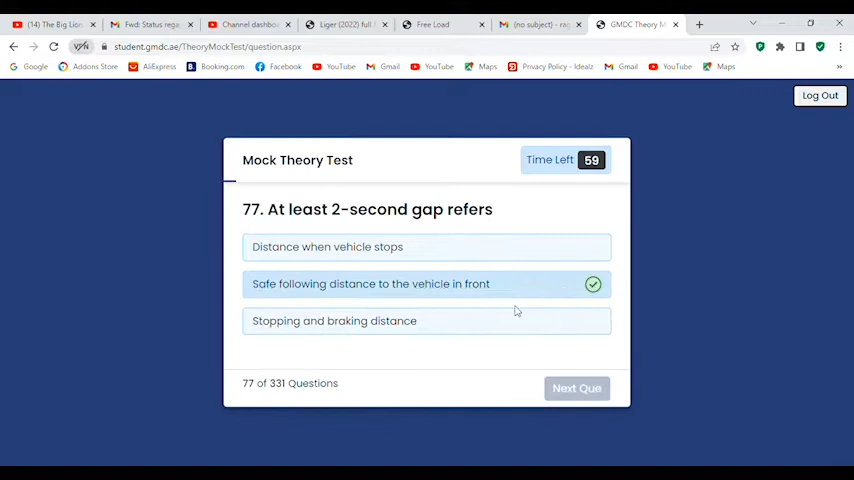 (14) The Big Lion
Fwd: Status rega
Channel dashboa
Liger (2022) full
Free Load
(no subject) - rag
GMDC Theory M
VPN
student.gmdc.ae/TheoryMockTest/question.aspx
Google
Addons Store
AliExpress
Booking.com
Facebook
YouTube
Gmail
YouTube
Maps
Privacy Policy - Idealz
Gmail
YouTube
Maps
Log Out
Mock Theory Test
Time Left 59
77. At least 2-second gap refers
Distance when vehicle stops
Safe following distance to the vehicle in front
Stopping and braking distance
77 of 331 Questions
Next Que